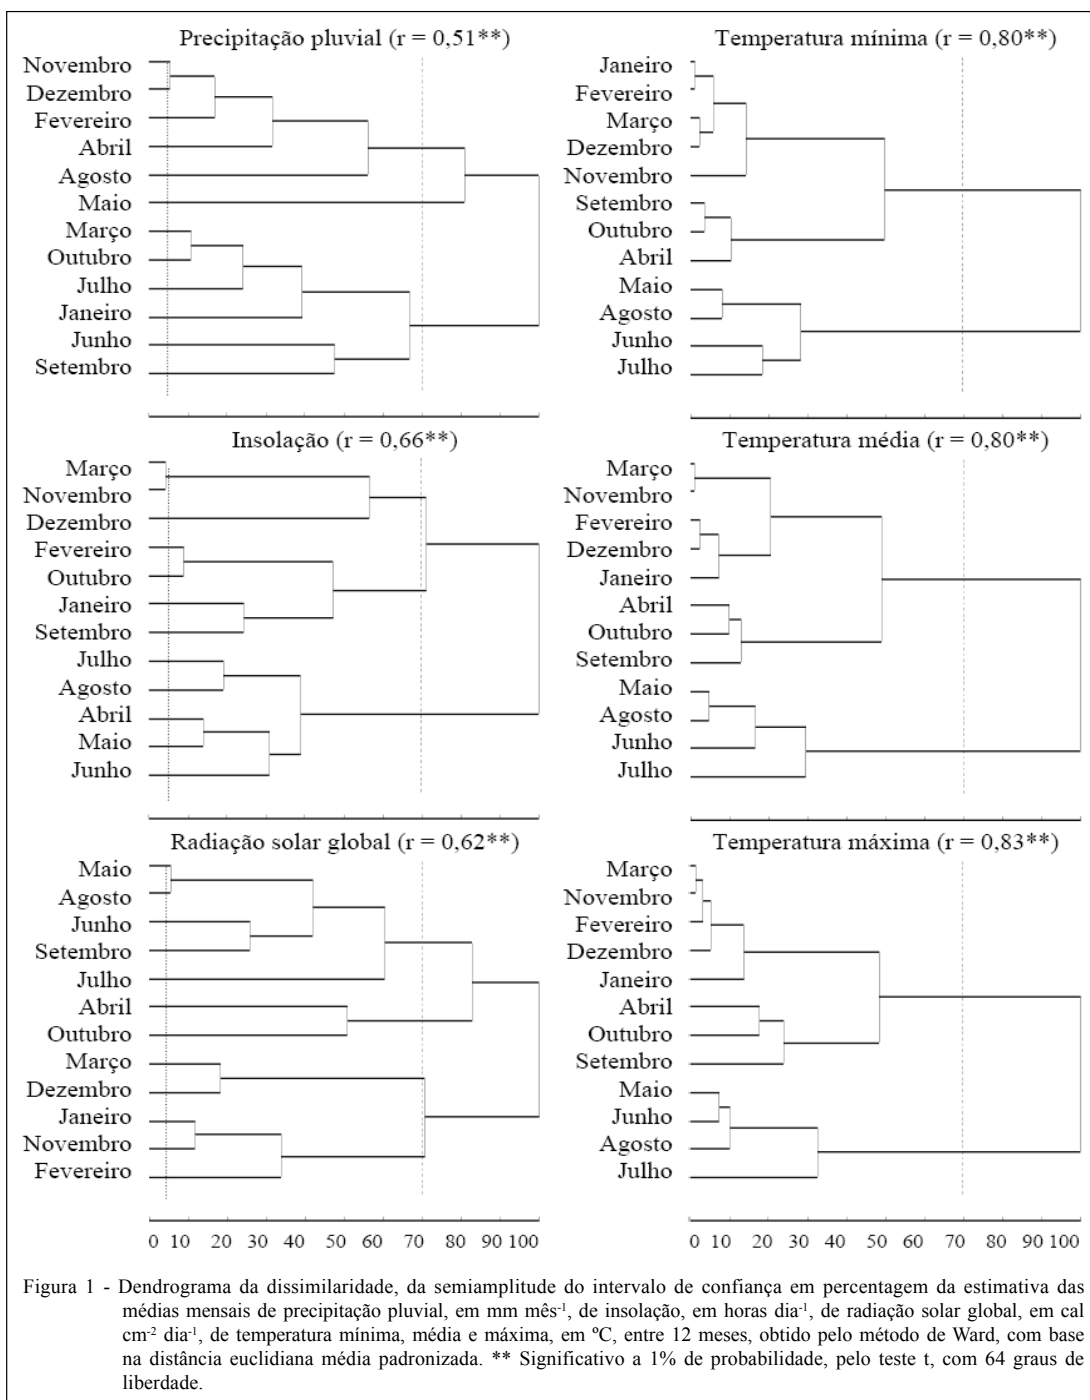 Precipitação pluvial (r = 0,51**)
Novembro
Dezembro
Fevereiro
Abril
Agosto
Maio
Março
Outubro
Julho
Janeiro
Junho
Setembro
Temperatura mínima (r = 0,80**)
Janeiro
Fevereiro
Março
Dezembro
Novembro
Setembro
Outubro
Abril
Maio
Agosto
Junho
Julho
Insolação (r = 0,66**)
Março
Novembro
Dezembro
Fevereiro
Outubro
Janeiro
Setembro
Julho
Agosto
Abril
Maio
Junho
Temperatura média (r = 0,80**)
Março
Novembro
Fevereiro
Dezembro
Janeiro
Abril
Outubro
Setembro
Maio
Agosto
Junho
Julho
Radiação solar global (r = 0,62**)
Maio
Agosto
Junho
Setembro
Julho
Abril
Outubro
Março
Dezembro
Janeiro
Novembro
Fevereiro
0 10 20 30 40 50 60 70 80 90 100
Temperatura máxima (r = 0,83**)
Março
Novembro
Fevereiro
Dezembro
Janeiro
Abril
Outubro
Setembro
Maio
Junho
Agosto
Julho
0 10 20 30 40 50 60 70 80 90 100
Figura 1 - Dendrograma da dissimilaridade, da semiamplitude do intervalo de confiança em percentagem da estimativa das
médias mensais de precipitação pluvial, em mm mês⁻¹, de insolação, em horas dia⁻¹, de radiação solar global, em cal
cm⁻² dia⁻¹, de temperatura mínima, média e máxima, em ºC, entre 12 meses, obtido pelo método de Ward, com base
na distância euclidiana média padronizada. ** Significativo a 1% de probabilidade, pelo teste t, com 64 graus de
liberdade.